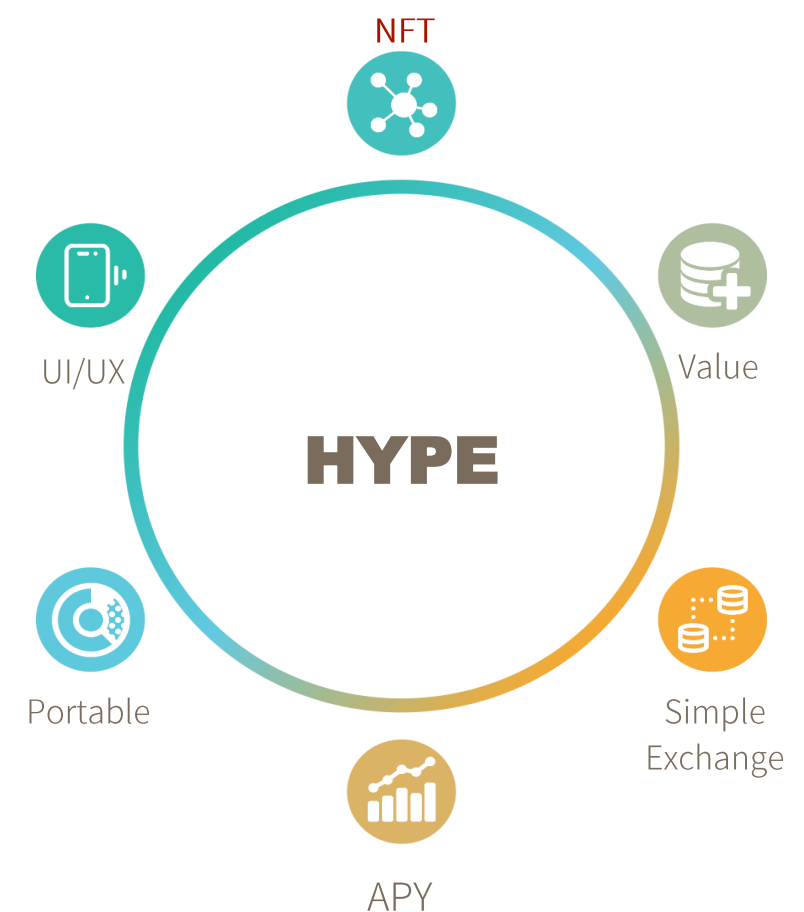 NFT
UI/UX
Value
HYPE
Portable
Simple
Exchange
APY